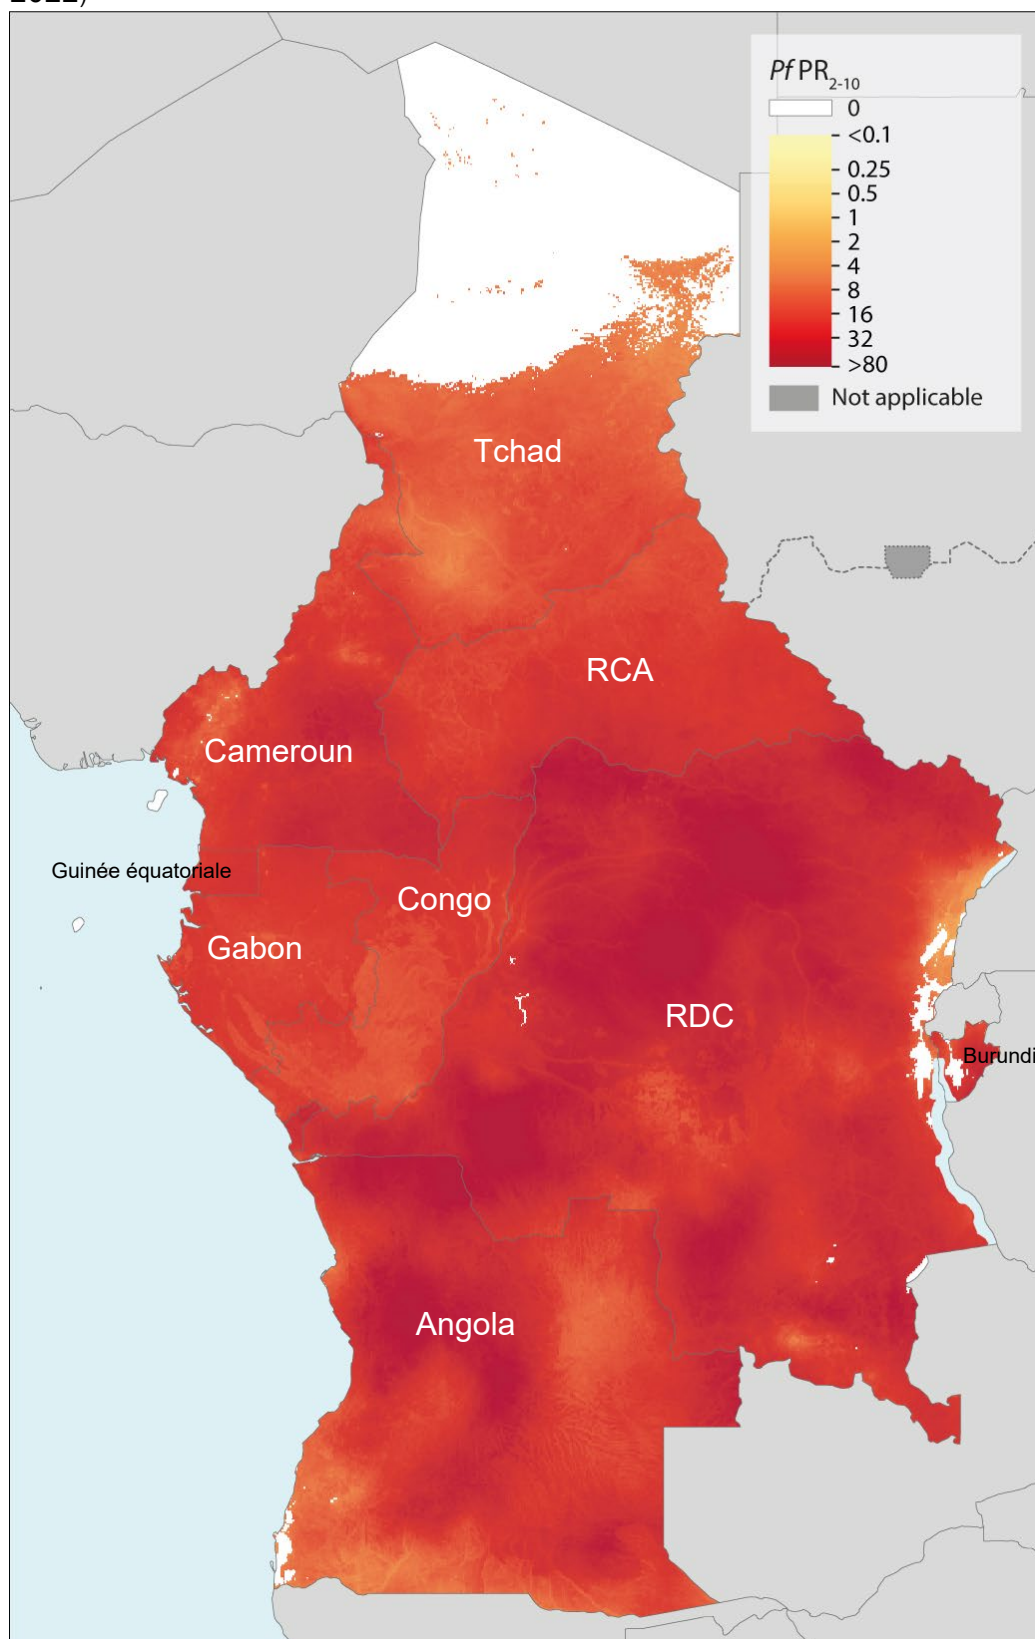 PfPR2-10
0
<0.1
0.25
0.5
1
2
4
8
16
32
>80
Not applicable
Tchad
RCA
Cameroun
Guinée équatoriale
Congo
Gabon
RDC
Burundi
Angola